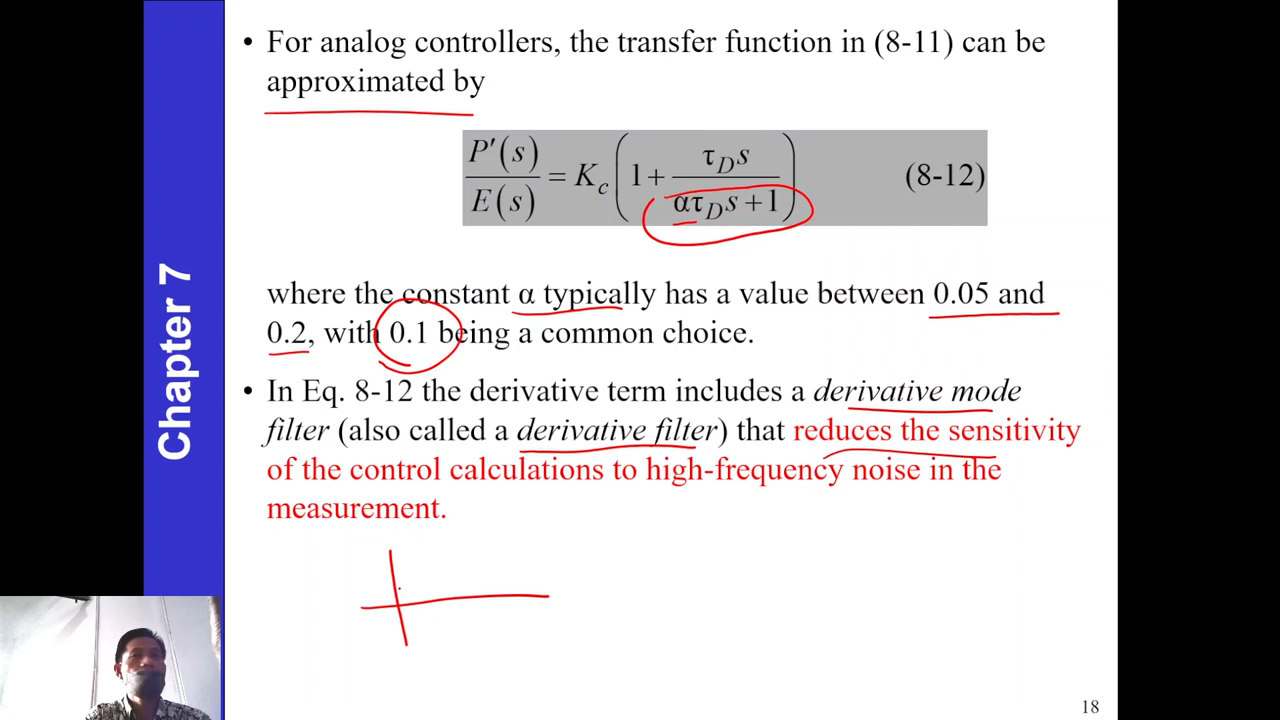 • For analog controllers, the transfer function in (8-11) can be
approximated by
P′(s)/E(s) = K_c (1 + τ_D s/(ατ_D s + 1)) (8-12)
where the constant α typically has a value between 0.05 and
0.2, with 0.1 being a common choice.
• In Eq. 8-12 the derivative term includes a derivative mode
filter (also called a derivative filter) that reduces the sensitivity
of the control calculations to high-frequency noise in the
measurement.
Chapter 7
18